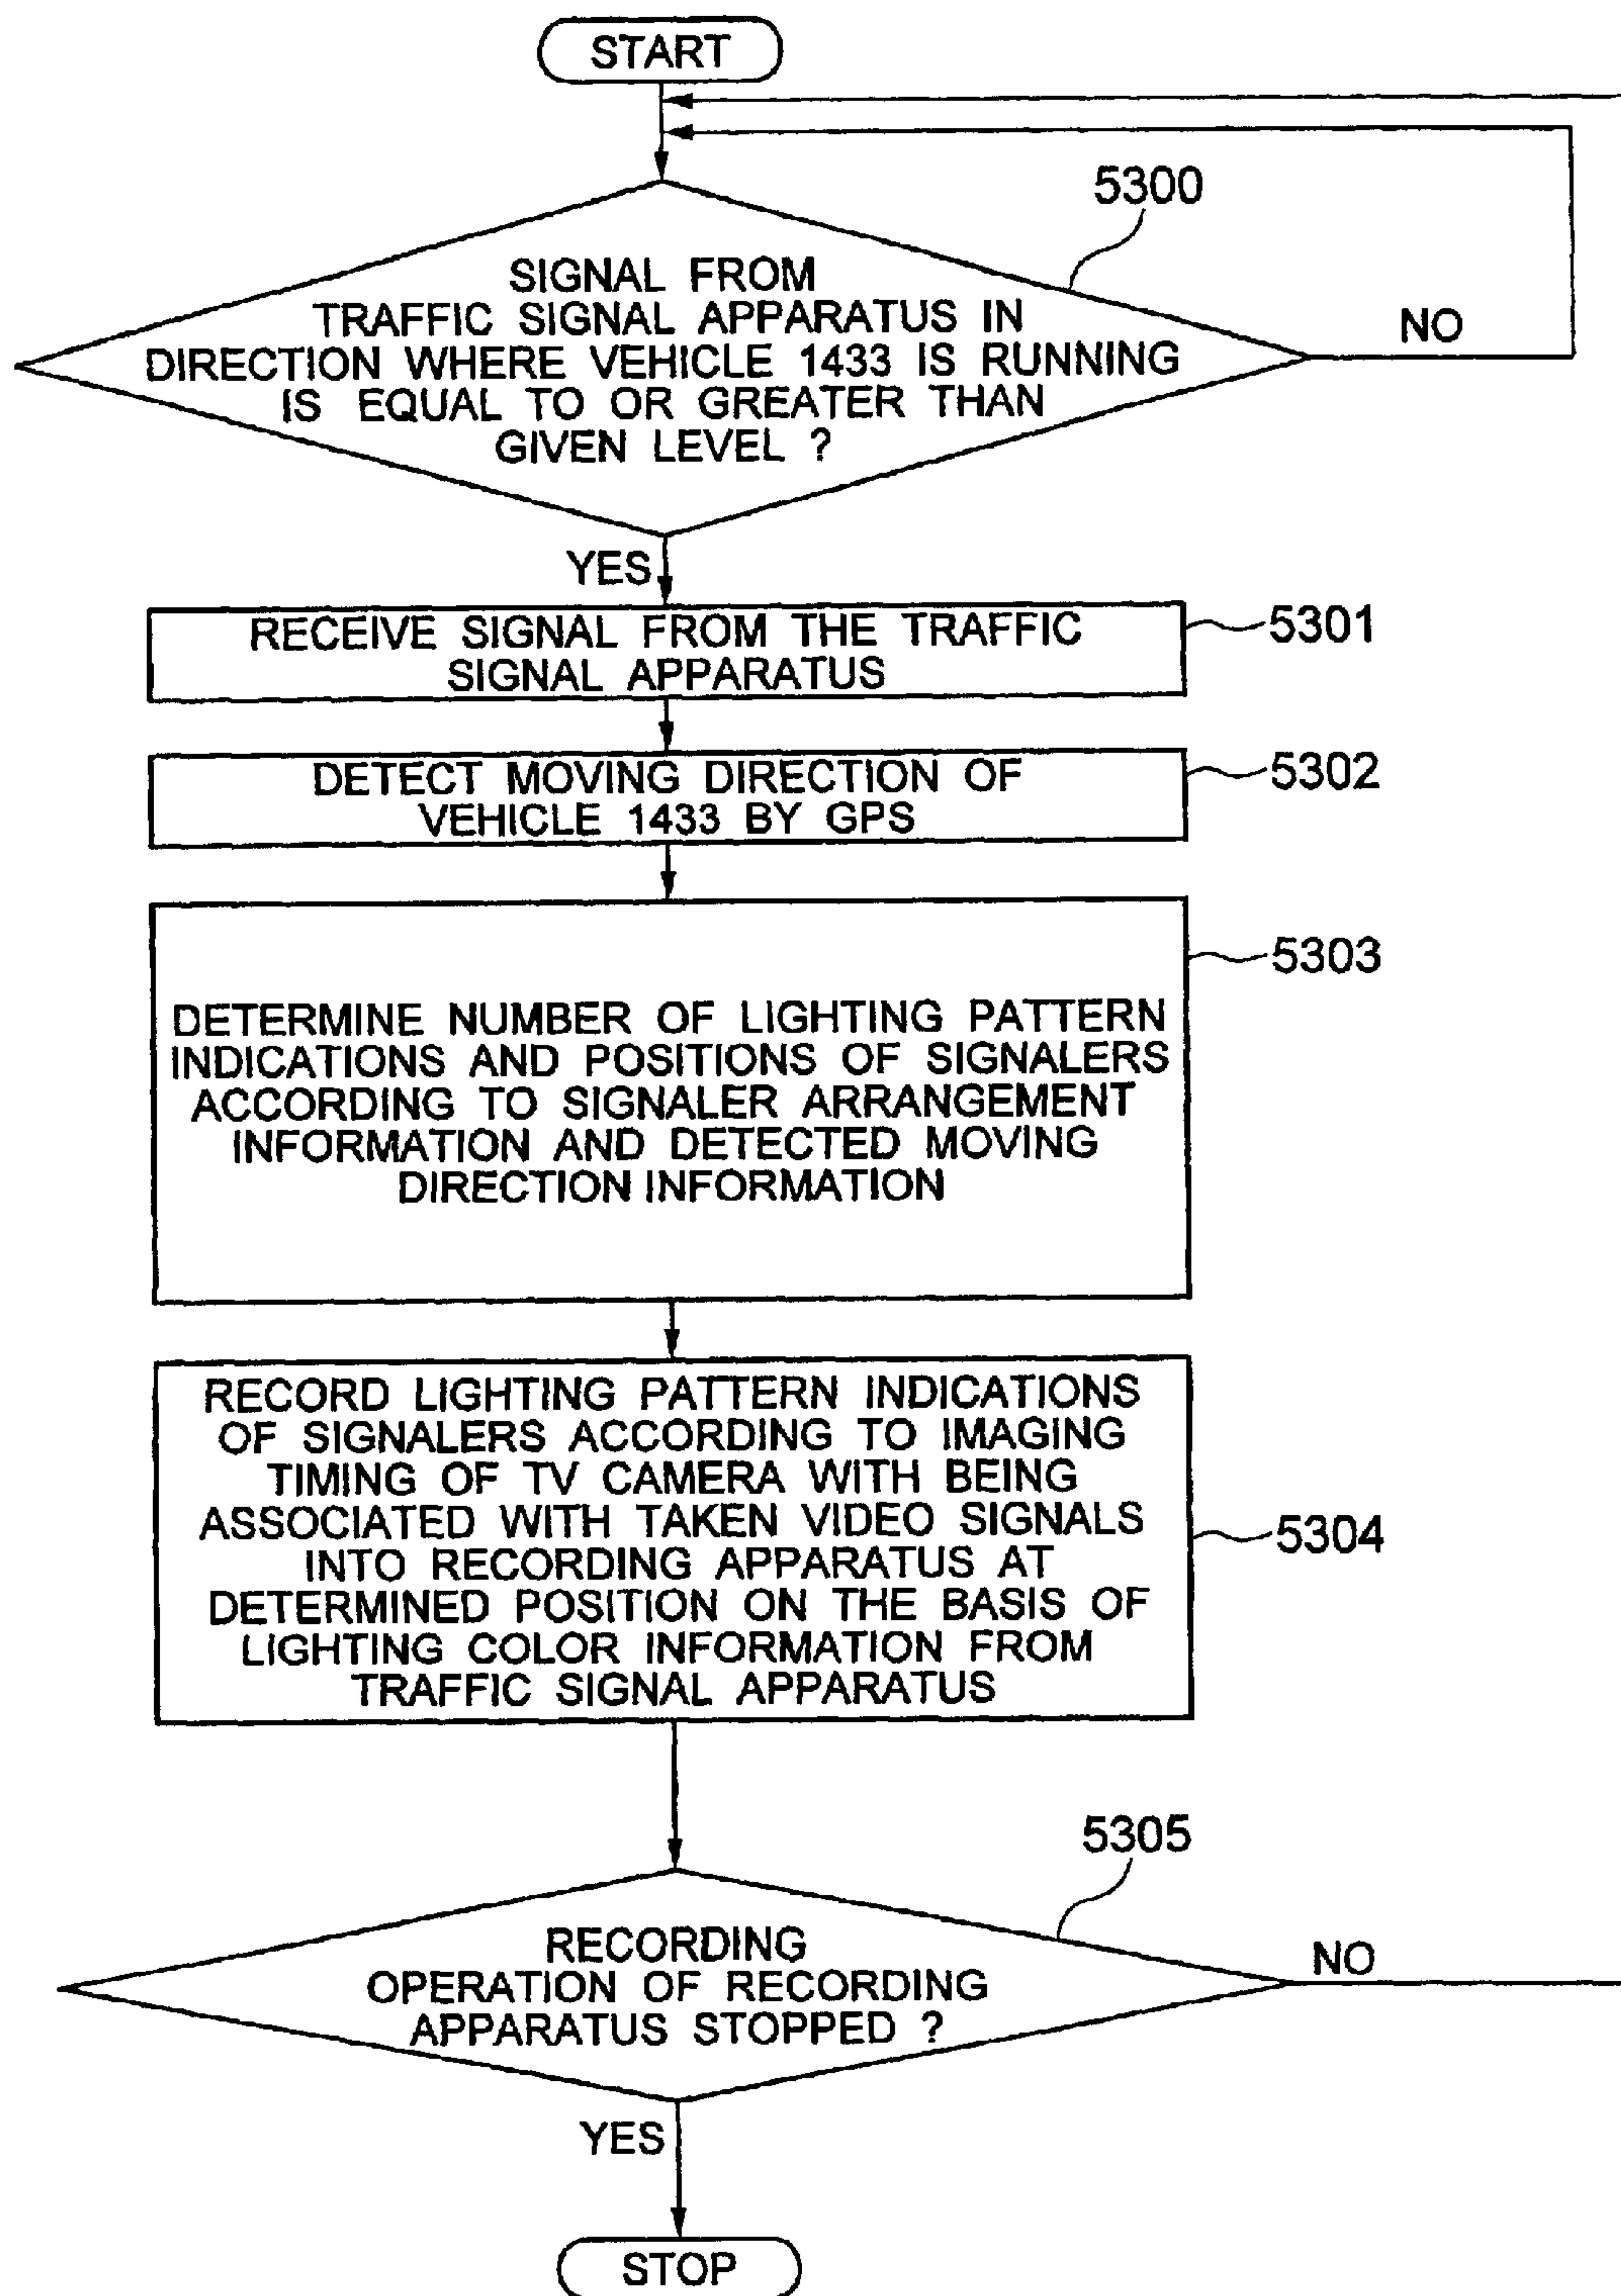 START
5300
SIGNAL FROM
TRAFFIC SIGNAL APPARATUS IN
DIRECTION WHERE VEHICLE 1433 IS RUNNING
IS EQUAL TO OR GREATER THAN
GIVEN LEVEL ?
NO
YES
RECEIVE SIGNAL FROM THE TRAFFIC
SIGNAL APPARATUS
5301
DETECT MOVING DIRECTION OF
VEHICLE 1433 BY GPS
5302
5303
DETERMINE NUMBER OF LIGHTING PATTERN
INDICATIONS AND POSITIONS OF SIGNALERS
ACCORDING TO SIGNALER ARRANGEMENT
INFORMATION AND DETECTED MOVING
DIRECTION INFORMATION
RECORD LIGHTING PATTERN INDICATIONS
OF SIGNALERS ACCORDING TO IMAGING
TIMING OF TV CAMERA WITH BEING
ASSOCIATED WITH TAKEN VIDEO SIGNALS
INTO RECORDING APPARATUS AT
DETERMINED POSITION ON THE BASIS OF
LIGHTING COLOR INFORMATION FROM
TRAFFIC SIGNAL APPARATUS
5304
5305
RECORDING
OPERATION OF RECORDING
APPARATUS STOPPED ?
NO
YES
STOP